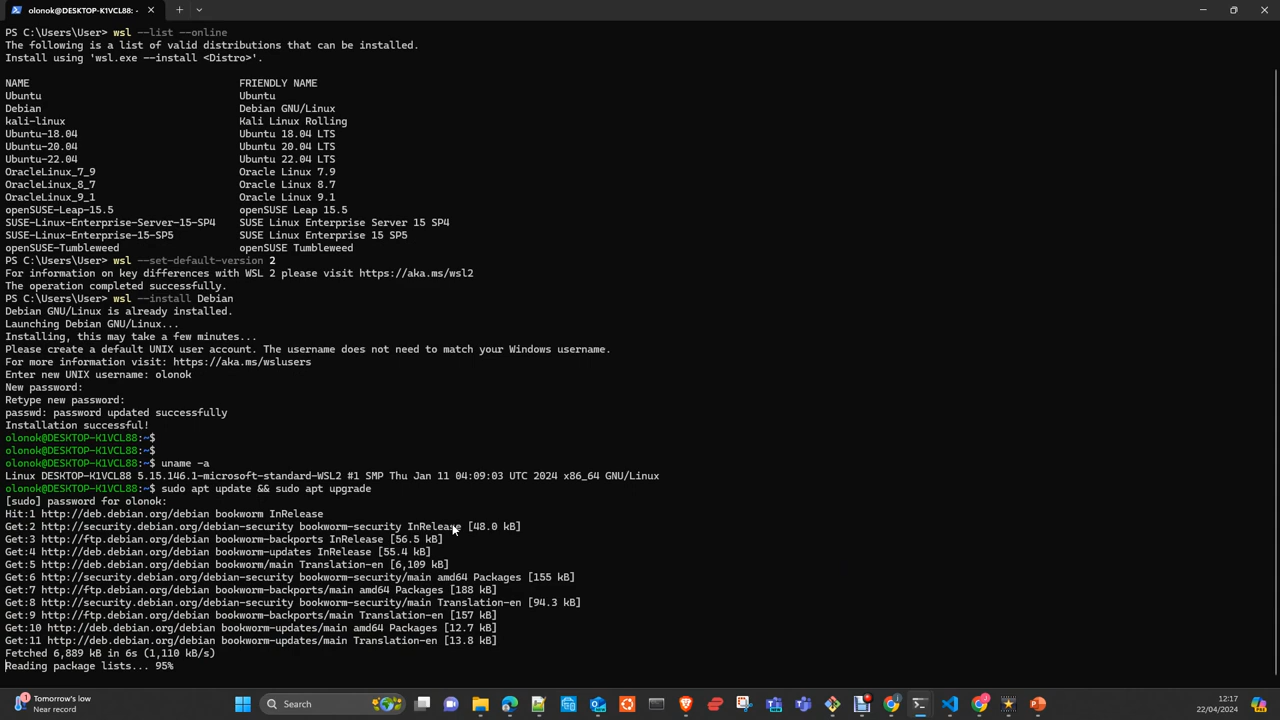 olonok@DESKTOP-K1VCL88: ~
PS C:\Users\User> wsl --list --online
The following is a list of valid distributions that can be installed.
Install using 'wsl.exe --install <Distro>'.
NAME FRIENDLY NAME
Ubuntu Ubuntu
Debian Debian GNU/Linux
kali-linux Kali Linux Rolling
Ubuntu-18.04 Ubuntu 18.04 LTS
Ubuntu-20.04 Ubuntu 20.04 LTS
Ubuntu-22.04 Ubuntu 22.04 LTS
OracleLinux_7_9 Oracle Linux 7.9
OracleLinux_8_7 Oracle Linux 8.7
OracleLinux_9_1 Oracle Linux 9.1
openSUSE-Leap-15.5 openSUSE Leap 15.5
SUSE-Linux-Enterprise-Server-15-SP4 SUSE Linux Enterprise Server 15 SP4
SUSE-Linux-Enterprise-15-SP5 SUSE Linux Enterprise 15 SP5
openSUSE-Tumbleweed openSUSE Tumbleweed
PS C:\Users\User> wsl --set-default-version 2
For information on key differences with WSL 2 please visit https://aka.ms/wsl2
The operation completed successfully.
PS C:\Users\User> wsl --install Debian
Debian GNU/Linux is already installed.
Launching Debian GNU/Linux...
Installing, this may take a few minutes...
Please create a default UNIX user account. The username does not need to match your Windows username.
For more information visit: https://aka.ms/wslusers
Enter new UNIX username: olonok
New password:
Retype new password:
passwd: password updated successfully
Installation successful!
olonok@DESKTOP-K1VCL88:~$
olonok@DESKTOP-K1VCL88:~$
olonok@DESKTOP-K1VCL88:~$ uname -a
Linux DESKTOP-K1VCL88 5.15.146.1-microsoft-standard-WSL2 #1 SMP Thu Jan 11 04:09:03 UTC 2024 x86_64 GNU/Linux
olonok@DESKTOP-K1VCL88:~$ sudo apt update && sudo apt upgrade
[sudo] password for olonok:
Hit:1 http://deb.debian.org/debian bookworm InRelease
Get:2 http://security.debian.org/debian-security bookworm-security InRelease [48.0 kB]
Get:3 http://ftp.debian.org/debian bookworm-backports InRelease [56.5 kB]
Get:4 http://deb.debian.org/debian bookworm-updates InRelease [55.4 kB]
Get:5 http://deb.debian.org/debian bookworm/main Translation-en [6,109 kB]
Get:6 http://security.debian.org/debian-security bookworm-security/main amd64 Packages [155 kB]
Get:7 http://ftp.debian.org/debian bookworm-backports/main amd64 Packages [188 kB]
Get:8 http://security.debian.org/debian-security bookworm-security/main Translation-en [94.3 kB]
Get:9 http://ftp.debian.org/debian bookworm-backports/main Translation-en [157 kB]
Get:10 http://deb.debian.org/debian bookworm-updates/main amd64 Packages [12.7 kB]
Get:11 http://deb.debian.org/debian bookworm-updates/main Translation-en [13.8 kB]
Fetched 6,889 kB in 6s (1,110 kB/s)
Reading package lists... 95%
1 Tomorrow's low
Near record
Search
12:17
22/04/2024